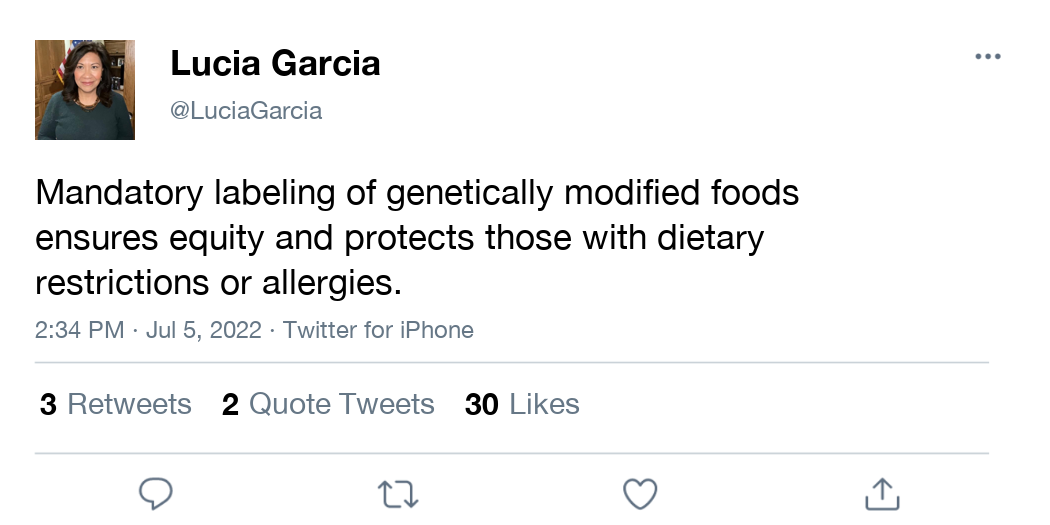 Lucia Garcia
@LuciaGarcia
Mandatory labeling of genetically modified foods
ensures equity and protects those with dietary
restrictions or allergies.
2:34 PM · Jul 5, 2022 · Twitter for iPhone
3 Retweets 2 Quote Tweets 30 Likes